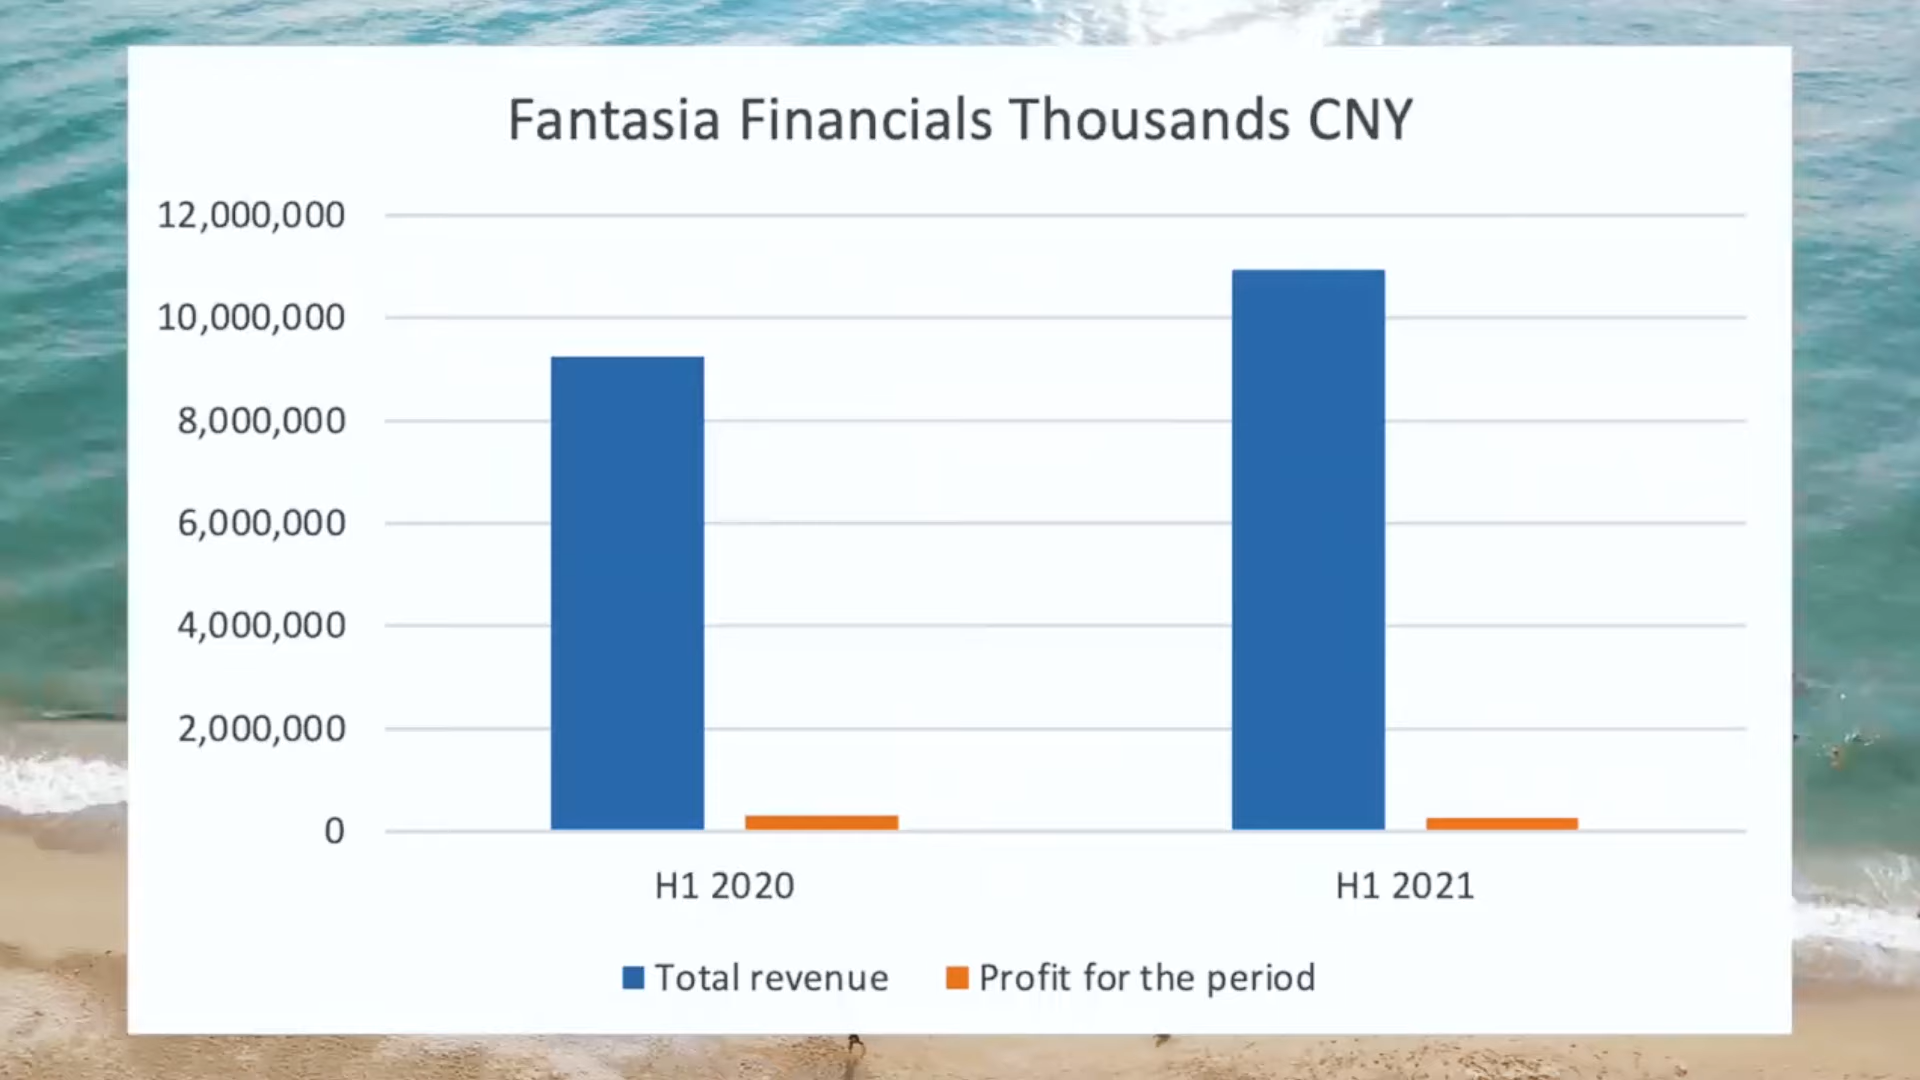 Fantasia Financials Thousands CNY
12,000,000
10,000,000
8,000,000
6,000,000
4,000,000
2,000,000
0
H1 2020 H1 2021
Total revenue Profit for the period